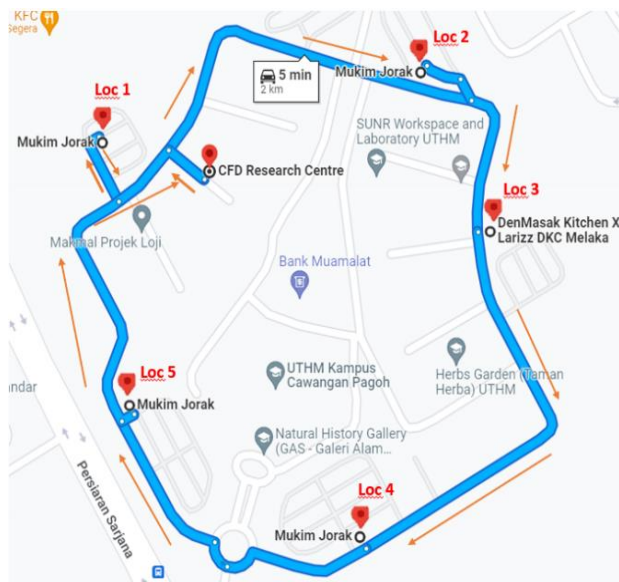 KFC
Segera
Loc 2
Mukim Jorak
5 min
2 km
Loc 1
Mukim Jorak
SUNR Workspace and
Laboratory UTHM
CFD Research Centre
Loc 3
DenMasak Kitchen X
Larizz DKC Melaka
Makmal Projek Loji
Bank Muamalat
Herbs Garden (Taman
Herba) UTHM
UTHM Kampus
Cawangan Pagoh
Loc 5
Mukim Jorak
andar
Natural History Gallery
(GAS - Galeri Alam...
Persiaran Sarjana
Loc 4
Mukim Jorak